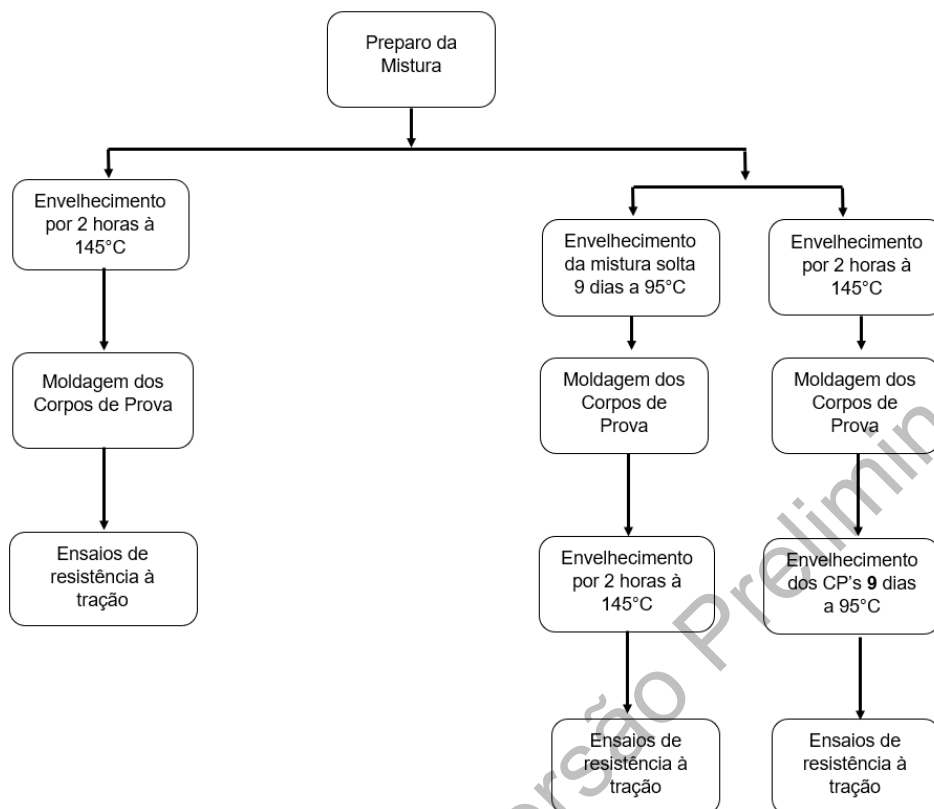 Preparo da
Mistura
Envelhecimento
por 2 horas à
145°C
Moldagem dos
Corpos de Prova
Ensaios de
resistência à
tração
Envelhecimento
da mistura solta
9 dias a 95°C
Moldagem dos
Corpos de
Prova
Envelhecimento
por 2 horas à
145°C
Ensaios de
resistência à
tração
Envelhecimento
por 2 horas à
145°C
Moldagem dos
Corpos de
Prova
Envelhecimento
dos CP's 9 dias
a 95°C
Ensaios de
resistência à
tração
ersão Prelimin